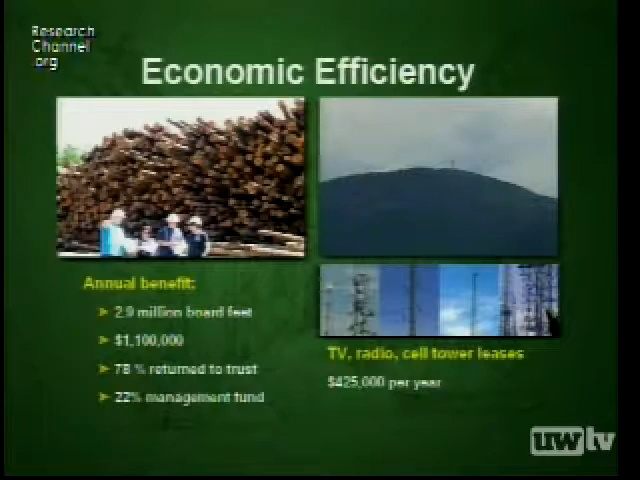 Research
Channel
.org
Economic Efficiency
Annual benefit:
➤ 2.9 million board feet
➤ $1,100,000
➤ 78 % returned to trust
➤ 22% management fund
TV, radio, cell tower leases
$425,000 per year
uwtv